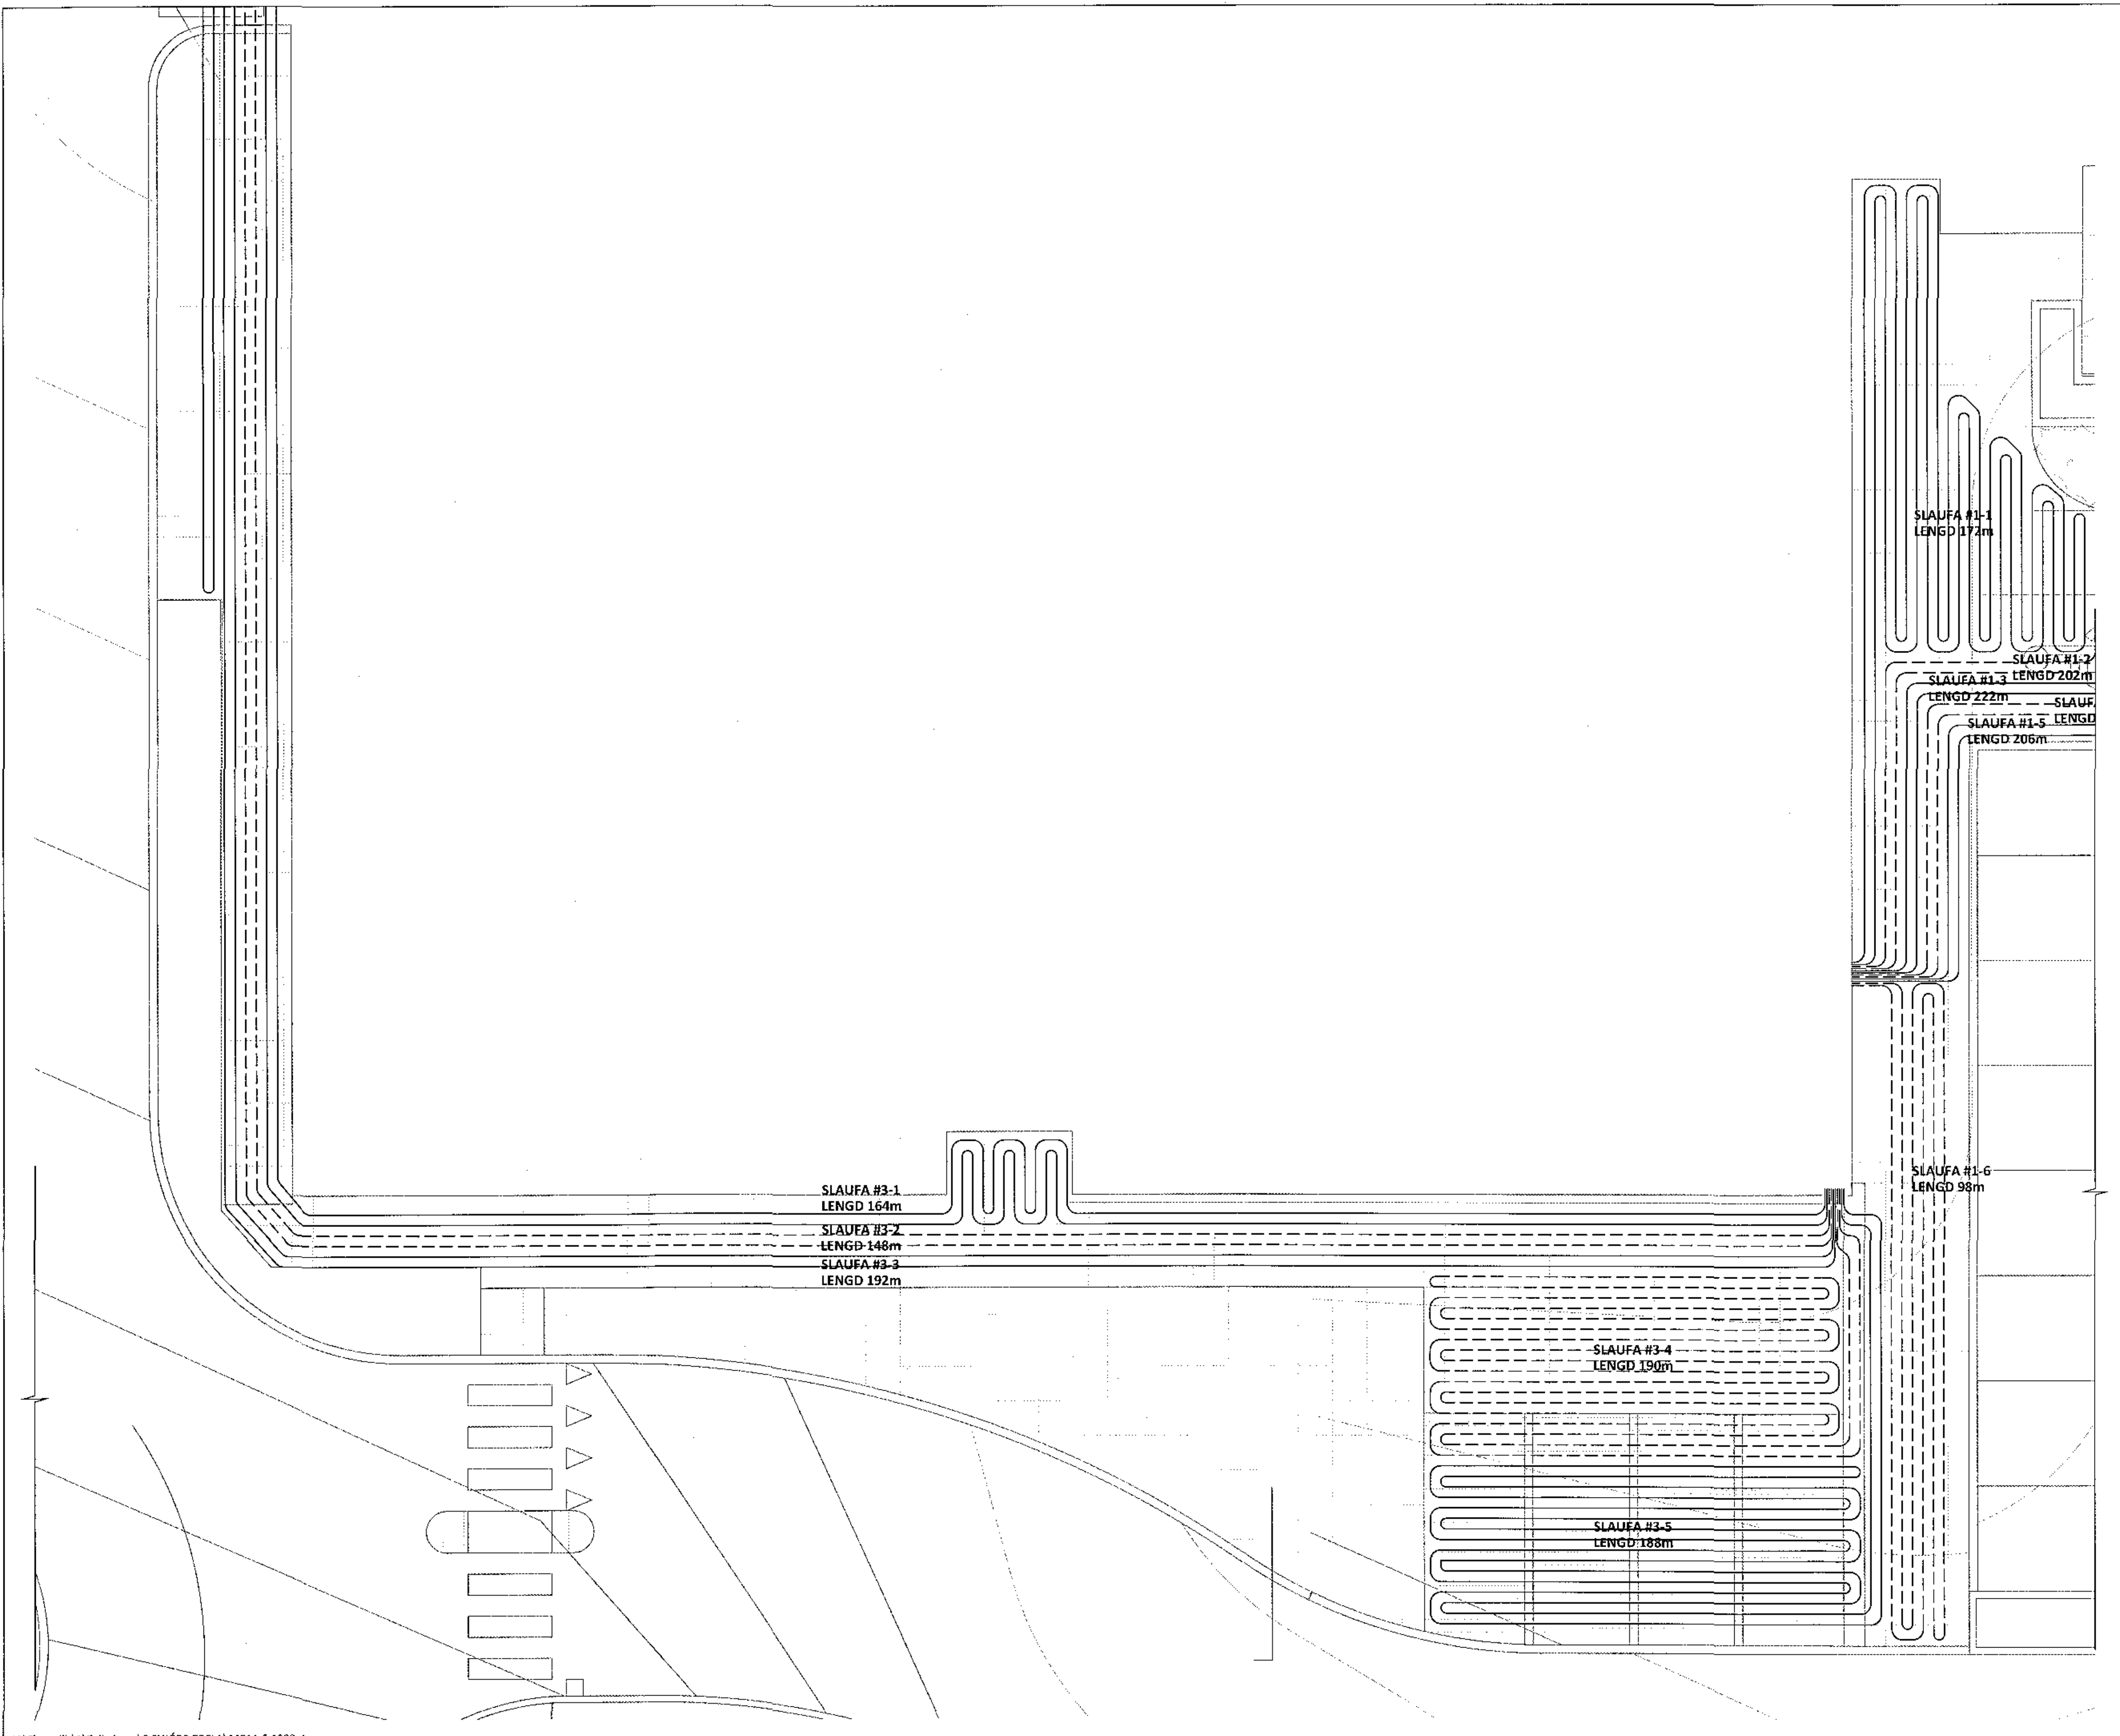 SLAUFA #1-1
LENGD 172m
SLAUFA #1-2
LENGD 202m
SLAUFA #1-3
LENGD 222m
SLAUF
LENGD
SLAUFA #1-5
LENGD 206m
SLAUFA #1-6
LENGD 98m
SLAUFA #3-1
LENGD 164m
SLAUFA #3-2
LENGD 148m
SLAUFA #3-3
LENGD 192m
SLAUFA #3-4
LENGD 190m
SLAUFA #3-5
LENGD 188m